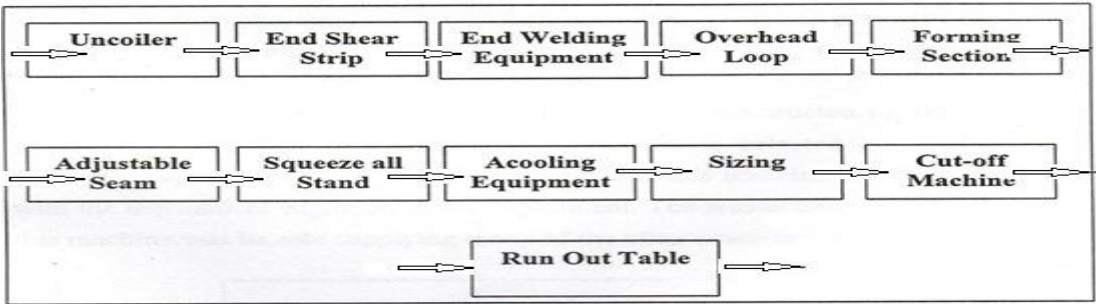 Uncoiler
End Shear
Strip
End Welding
Equipment
Overhead
Loop
Forming
Section
Adjustable
Seam
Squeeze all
Stand
Acooling
Equipment
Sizing
Cut-off
Machine
Run Out Table